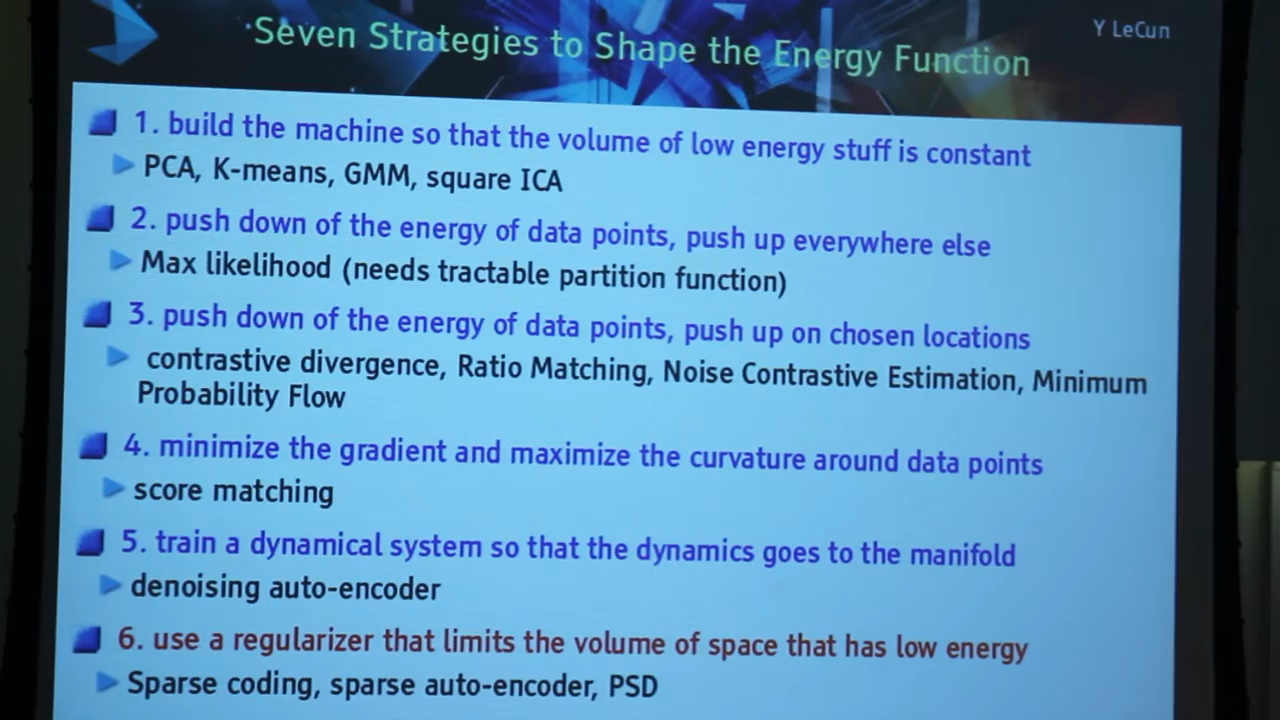 Seven Strategies to Shape the Energy Function
Y LeCun
1. build the machine so that the volume of low energy stuff is constant
PCA, K-means, GMM, square ICA
2. push down of the energy of data points, push up everywhere else
Max likelihood (needs tractable partition function)
3. push down of the energy of data points, push up on chosen locations
contrastive divergence, Ratio Matching, Noise Contrastive Estimation, Minimum
Probability Flow
4. minimize the gradient and maximize the curvature around data points
score matching
5. train a dynamical system so that the dynamics goes to the manifold
denoising auto-encoder
6. use a regularizer that limits the volume of space that has low energy
Sparse coding, sparse auto-encoder, PSD